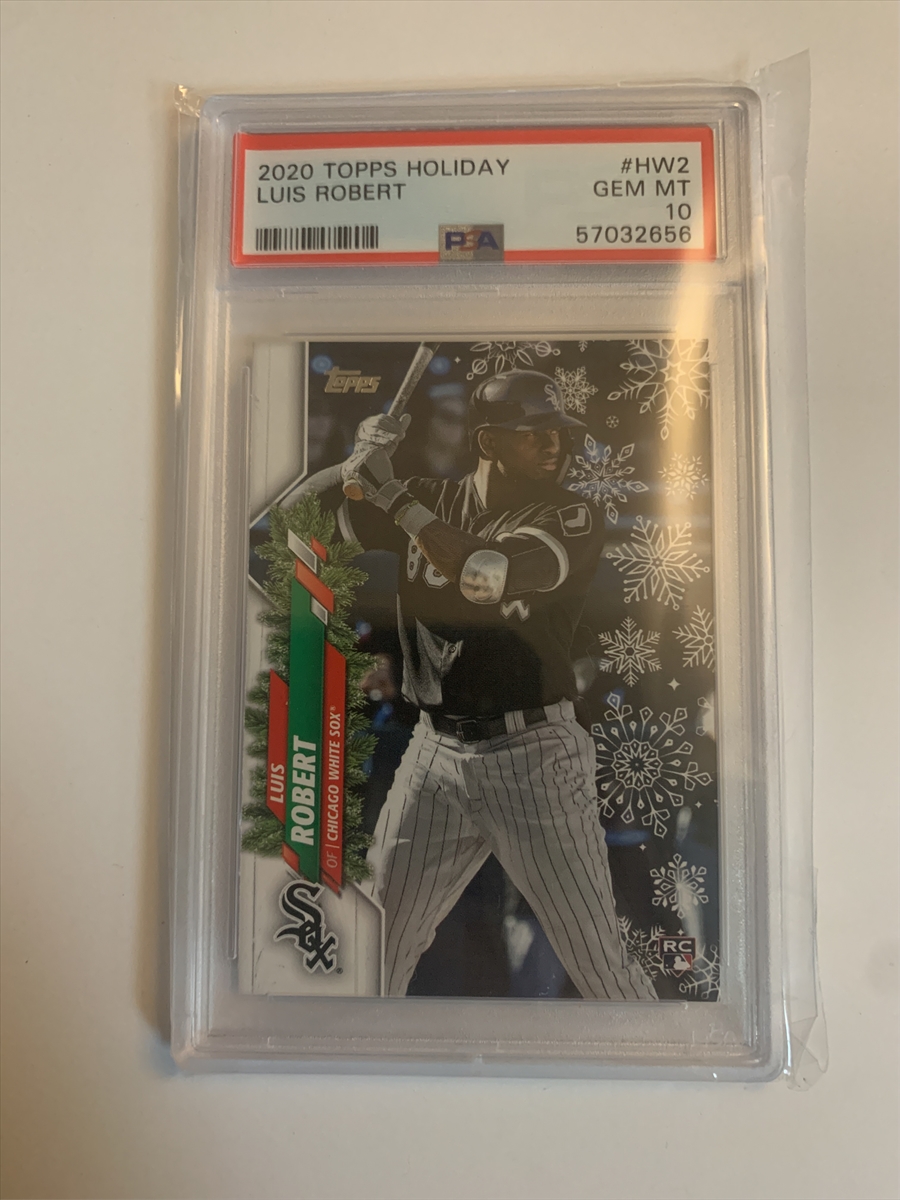 2020 TOPPS HOLIDAY #HW2
LUIS ROBERT GEM MT
10
PSA 57032656
Topps
LUIS
ROBERT
OF | CHICAGO WHITE SOX®
Sox®
RC